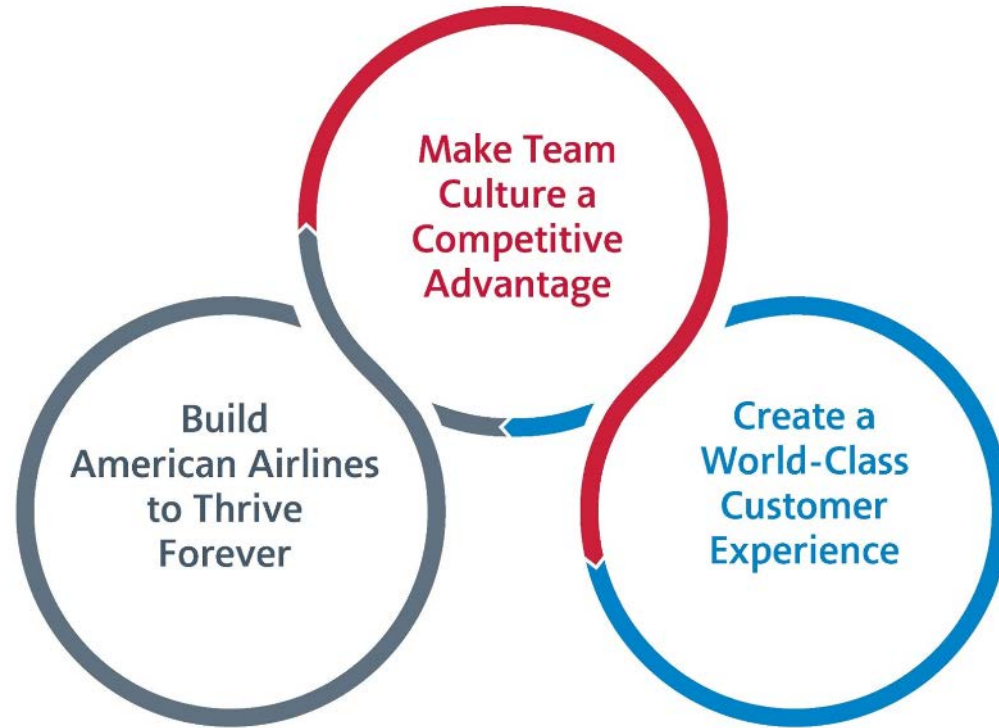 Make Team
Culture a
Competitive
Advantage
Build
American Airlines
to Thrive
Forever
Create a
World-Class
Customer
Experience